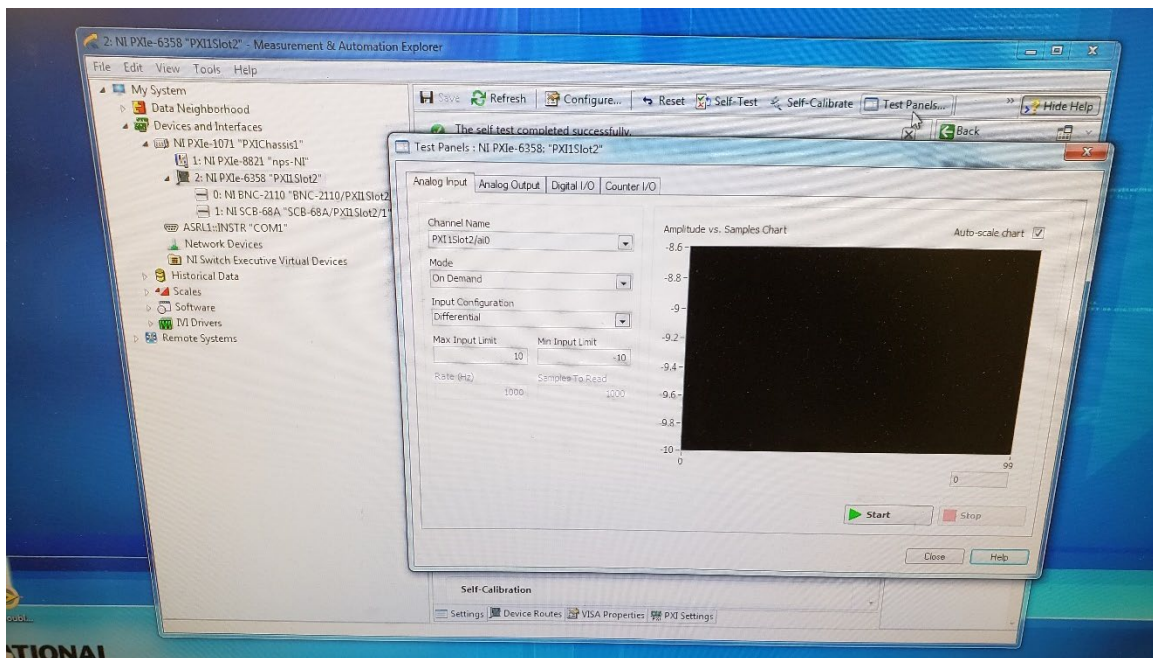 2: NI PXIe-6358 "PXI1Slot2" - Measurement & Automation Explorer
File Edit View Tools Help
My System
Data Neighborhood
Devices and Interfaces
NI PXIe-1071 "PXIChassis1"
1: NI PXIe-8821 "nps-NI"
2: NI PXIe-6358 "PXI1Slot2"
0: NI BNC-2110 "BNC-2110/PXI1Slot2
1: NI SCB-68A "SCB-68A/PXI1Slot2/1"
ASRL1::INSTR "COM1"
Network Devices
NI Switch Executive Virtual Devices
Historical Data
Scales
Software
IVI Drivers
Remote Systems
Save Refresh Configure... Reset Self-Test Self-Calibrate Test Panels... » Hide Help
The self test completed successfully. Back
Test Panels : NI PXIe-6358: "PXI1Slot2"
Analog Input Analog Output Digital I/O Counter I/O
Channel Name
PXI1Slot2/ai0
Mode
On Demand
Input Configuration
Differential
Max Input Limit Min Input Limit
10 -10
Rate (Hz) Samples To Read
1000 1000
Amplitude vs. Samples Chart Auto-scale chart
-8.6
-8.8
-9
-9.2
-9.4
-9.6
-9.8
-10
0 99
0
Start Stop
Close Help
Self-Calibration
Settings Device Routes VISA Properties PXI Settings